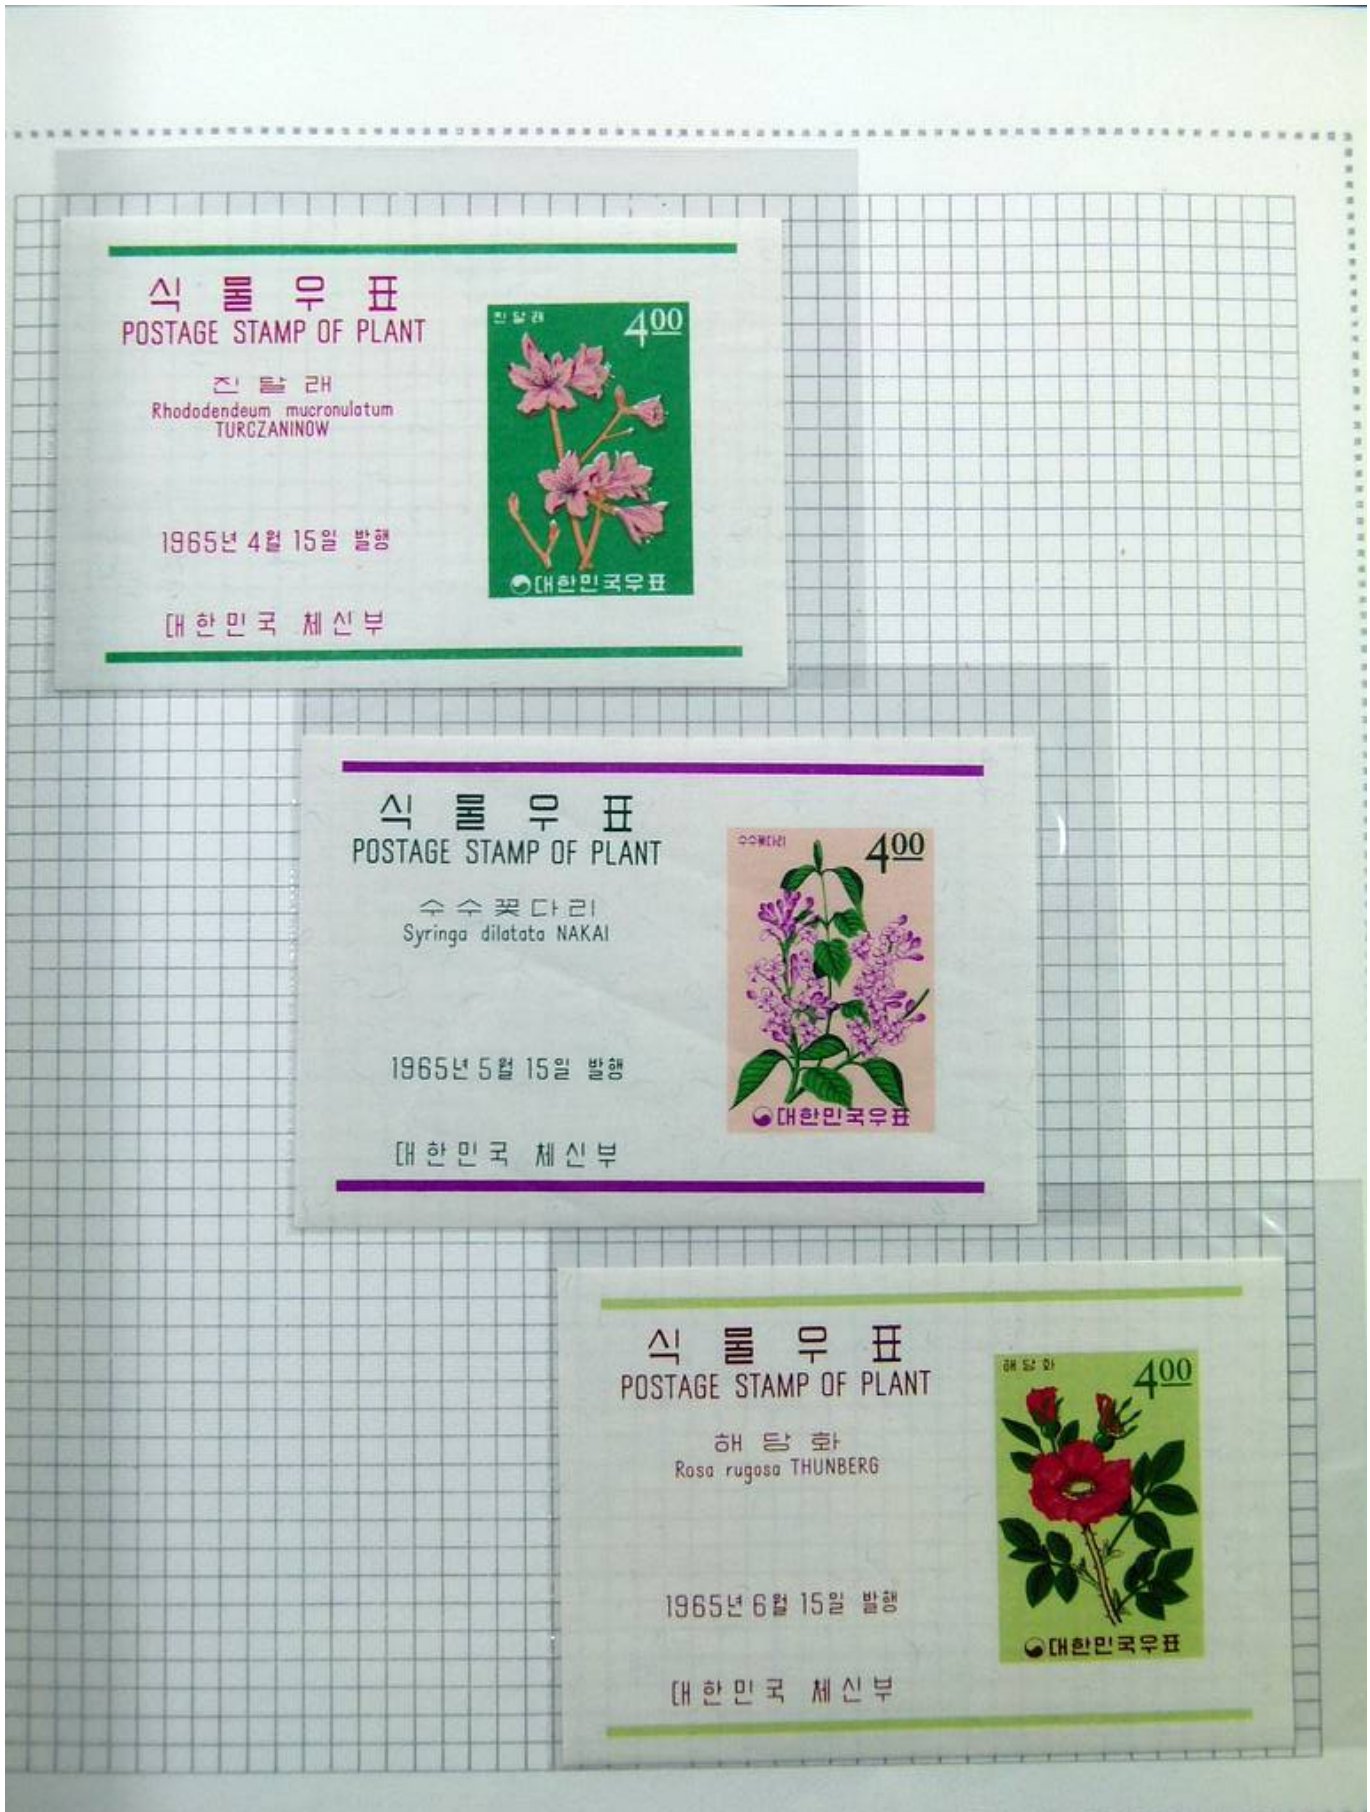 식물우표
POSTAGE STAMP OF PLANT
진달래
Rhododendeum mucronulatum
TURCZANINOW
1965년 4월 15일 발행
대한민국 체신부
진달래
400
대한민국우표
식물우표
POSTAGE STAMP OF PLANT
수수꽃다리
Syringa dilatata NAKAI
1965년 5월 15일 발행
대한민국 체신부
수수꽃다리
400
대한민국우표
식물우표
POSTAGE STAMP OF PLANT
해당화
Rosa rugosa THUNBERG
1965년 6월 15일 발행
대한민국 체신부
해당화
400
대한민국우표